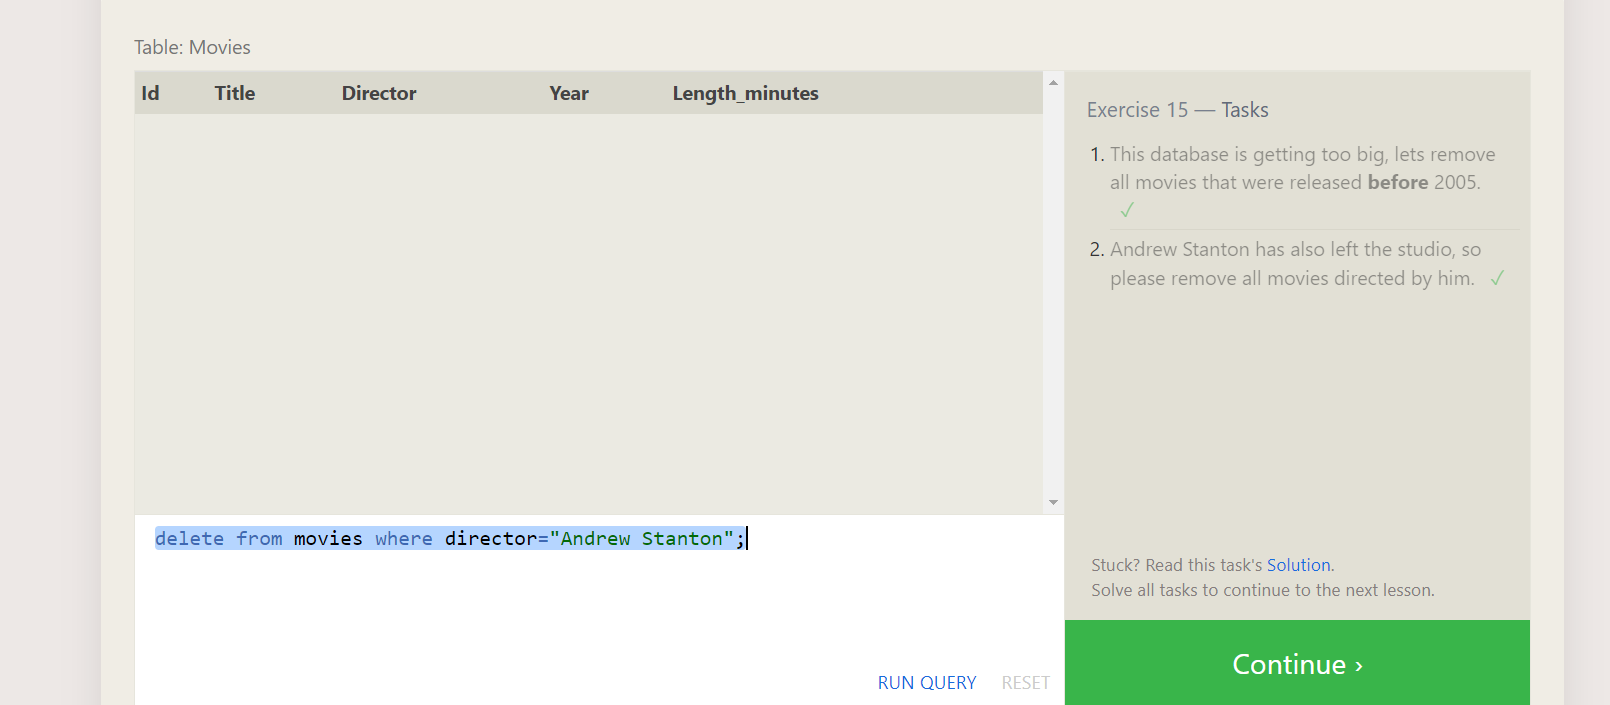 Table: Movies
Id Title Director Year Length_minutes
delete from movies where director="Andrew Stanton";
RUN QUERY RESET
Exercise 15 — Tasks
1. This database is getting too big, lets remove
all movies that were released before 2005.
✓
2. Andrew Stanton has also left the studio, so
please remove all movies directed by him. ✓
Stuck? Read this task's Solution.
Solve all tasks to continue to the next lesson.
Continue ›